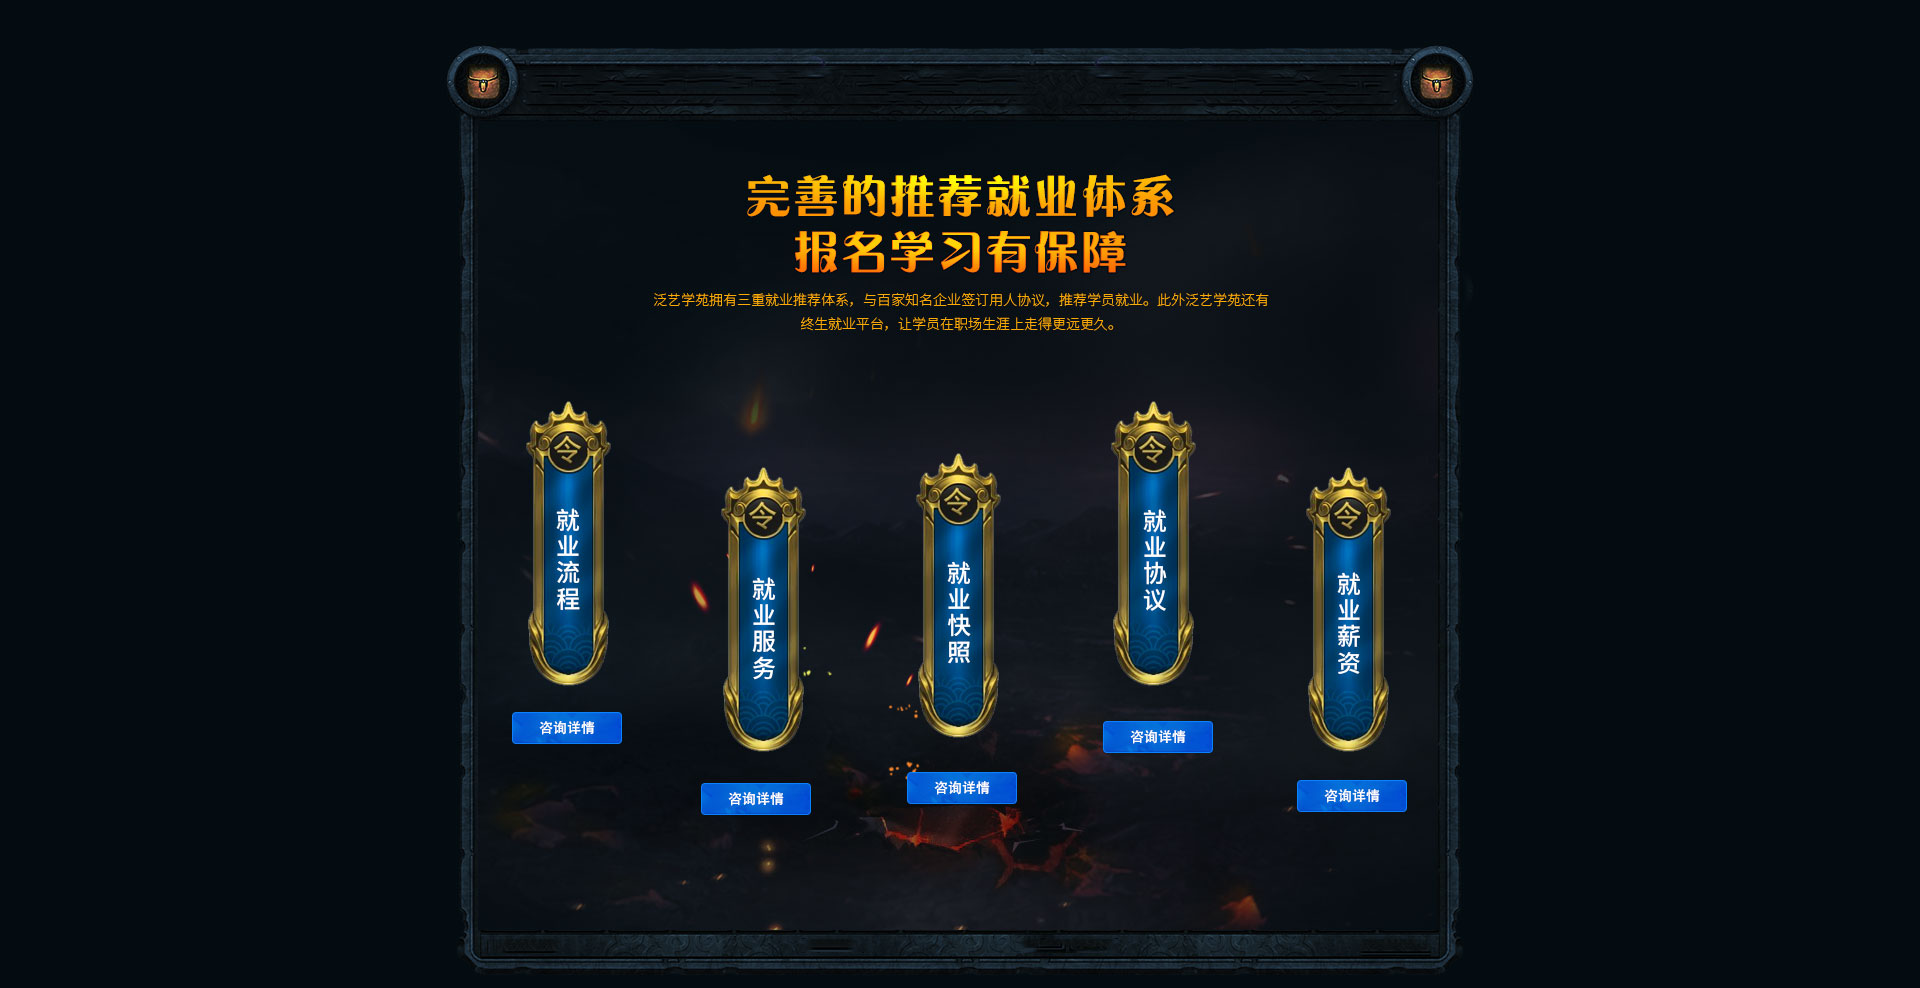 完善的推荐就业体系
报名学习有保障
泛艺学苑拥有三重就业推荐体系，与百家知名企业签订用人协议，推荐学员就业。此外泛艺学苑还有
终生就业平台，让学员在职场生涯上走得更远更久。
令
就业流程
咨询详情
令
就业服务
咨询详情
令
就业快照
咨询详情
令
就业协议
咨询详情
令
就业薪资
咨询详情